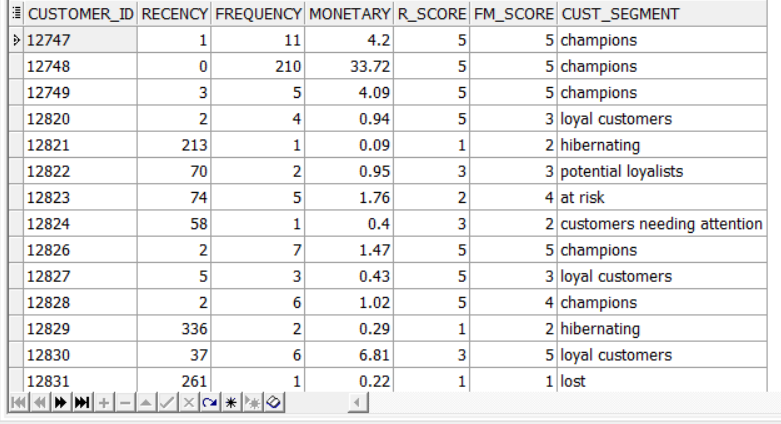 CUSTOMER_ID RECENCY FREQUENCY MONETARY R_SCORE FM_SCORE CUST_SEGMENT
12747 1 11 4.2 5 5 champions
12748 0 210 33.72 5 5 champions
12749 3 5 4.09 5 5 champions
12820 2 4 0.94 5 3 loyal customers
12821 213 1 0.09 1 2 hibernating
12822 70 2 0.95 3 3 potential loyalists
12823 74 5 1.76 2 4 at risk
12824 58 1 0.4 3 2 customers needing attention
12826 2 7 1.47 5 5 champions
12827 5 3 0.43 5 3 loyal customers
12828 2 6 1.02 5 4 champions
12829 336 2 0.29 1 2 hibernating
12830 37 6 6.81 3 5 loyal customers
12831 261 1 0.22 1 1 lost